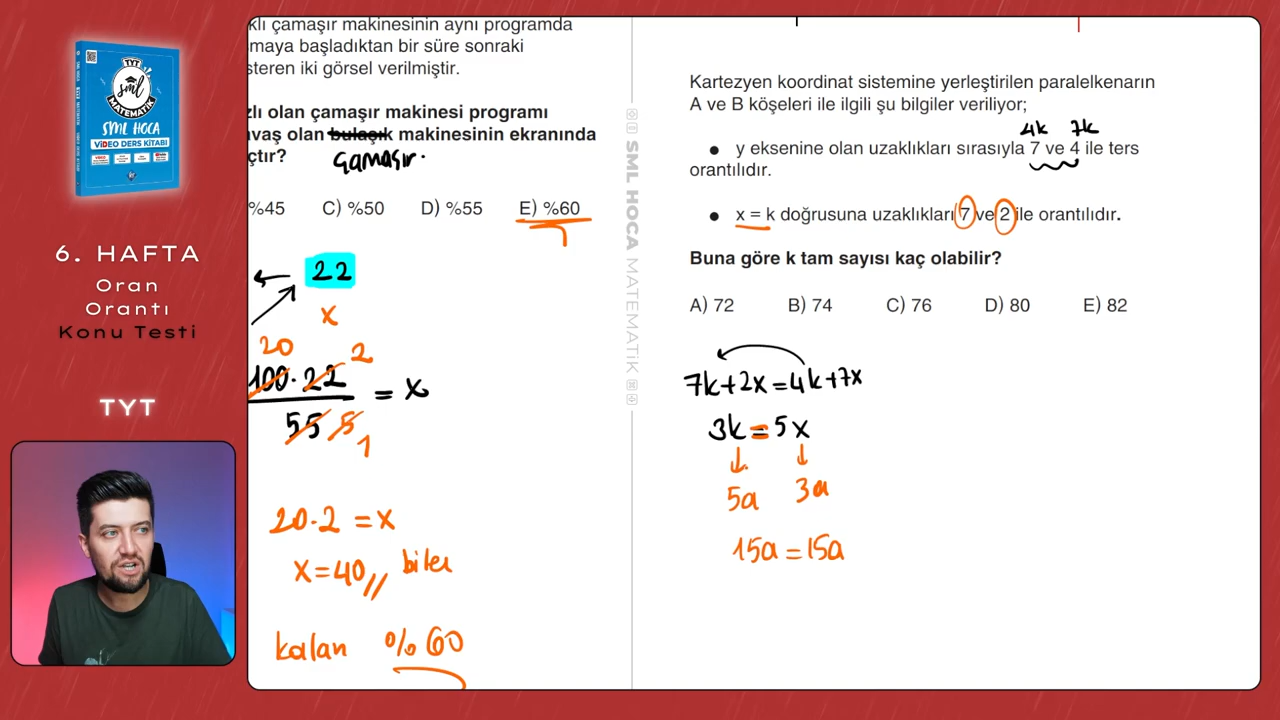 TYT
sml
MATEMATİK
SML HOCA
VİDEO DERS KİTABI
6. HAFTA
Oran
Orantı
Konu Testi
TYT
klı çamaşır makinesinin aynı programda
şmaya başladıktan bir süre sonraki
steren iki görsel verilmiştir.
zlı olan çamaşır makinesi programı
vaş olan bulaşık makinesinin ekranında
çamaşır
çtır?
%45 C) %50 D) %55 E) %60
22
x
20 2
100·22 = x
55 5 1
20·2 = x
x=40// biter
kalan %60
SML HOCA MATEMATİK
Kartezyen koordinat sistemine yerleştirilen paralelkenarın
A ve B köşeleri ile ilgili şu bilgiler veriliyor;
4k 7k
● y eksenine olan uzaklıkları sırasıyla 7 ve 4 ile ters
orantılıdır.
● x = k doğrusuna uzaklıkları 7 ve 2 ile orantılıdır.
Buna göre k tam sayısı kaç olabilir?
A) 72 B) 74 C) 76 D) 80 E) 82
7k+2x=4k+7x
3k=5x
5a 3a
15a=15a